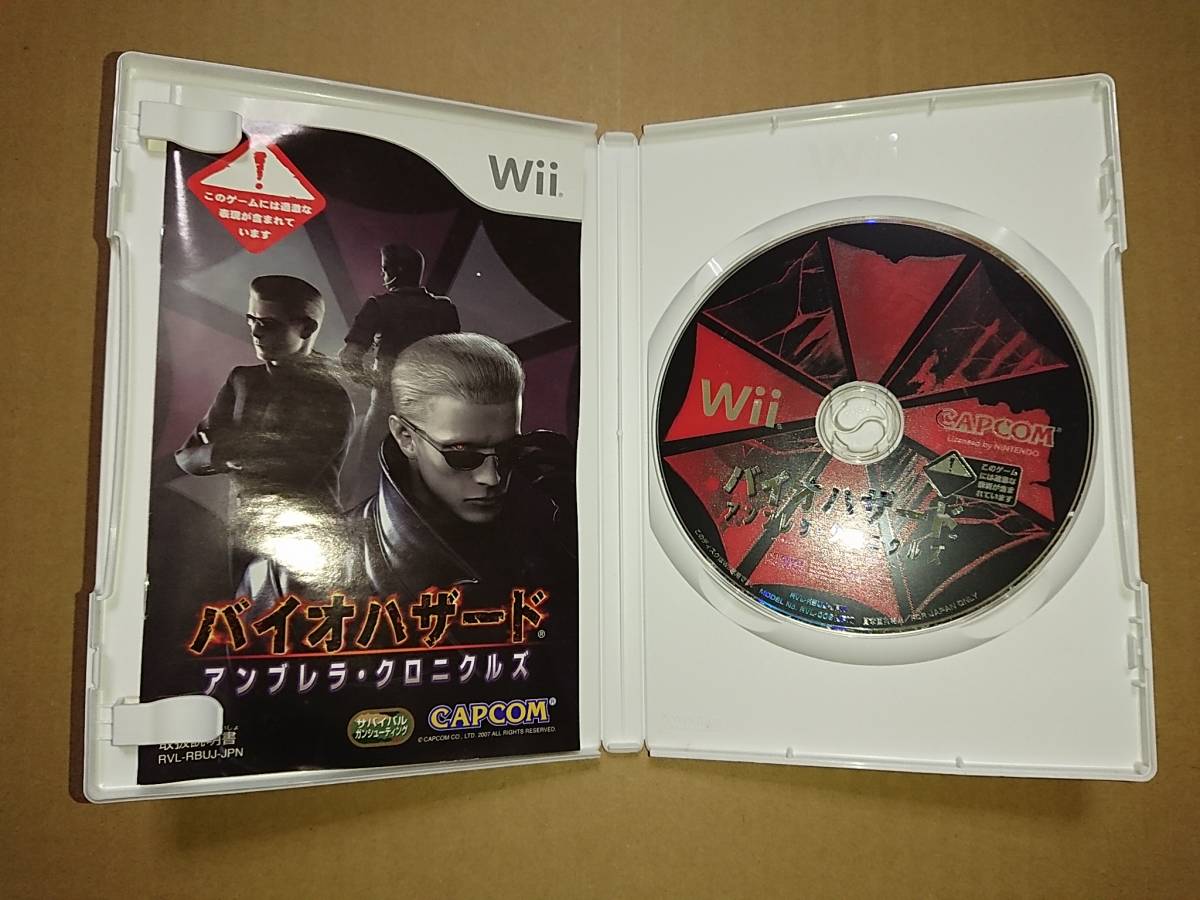 Wii
このゲームには過激な
表現が含まれて
います
バイオハザード®
アンブレラ・クロニクルズ
サバイバル
ガンシューティング
CAPCOM®
© CAPCOM CO., LTD. 2007 ALL RIGHTS RESERVED.
取扱説明書
RVL-RBUJ-JPN
Wii
CAPCOM®
Licensed by NINTENDO
このゲーム
には過激な
表現が含ま
れています
バイオハザード
アンブレラ クロニクルズ
MODEL No. RVL-006
FOR JAPAN ONLY